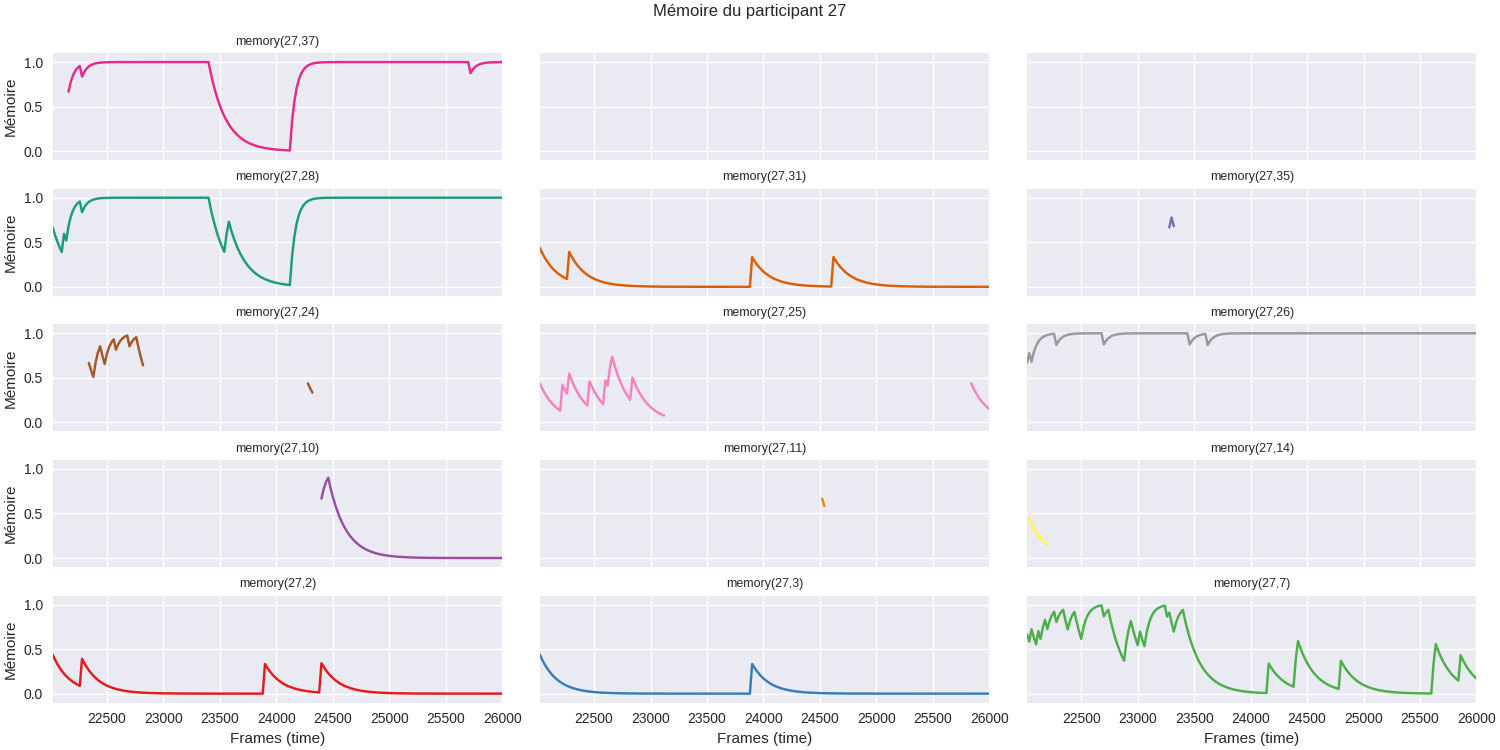 Mémoire du participant 27
memory(27,37)
Mémoire
1.0
0.5
0.0
memory(27,28) memory(27,31) memory(27,35)
Mémoire
1.0
0.5
0.0
memory(27,24) memory(27,25) memory(27,26)
Mémoire
1.0
0.5
0.0
memory(27,10) memory(27,11) memory(27,14)
Mémoire
1.0
0.5
0.0
memory(27,2) memory(27,3) memory(27,7)
Mémoire
1.0
0.5
0.0
22500 23000 23500 24000 24500 25000 25500 26000 22500 23000 23500 24000 24500 25000 25500 26000 22500 23000 23500 24000 24500 25000 25500 26000
Frames (time) Frames (time) Frames (time)